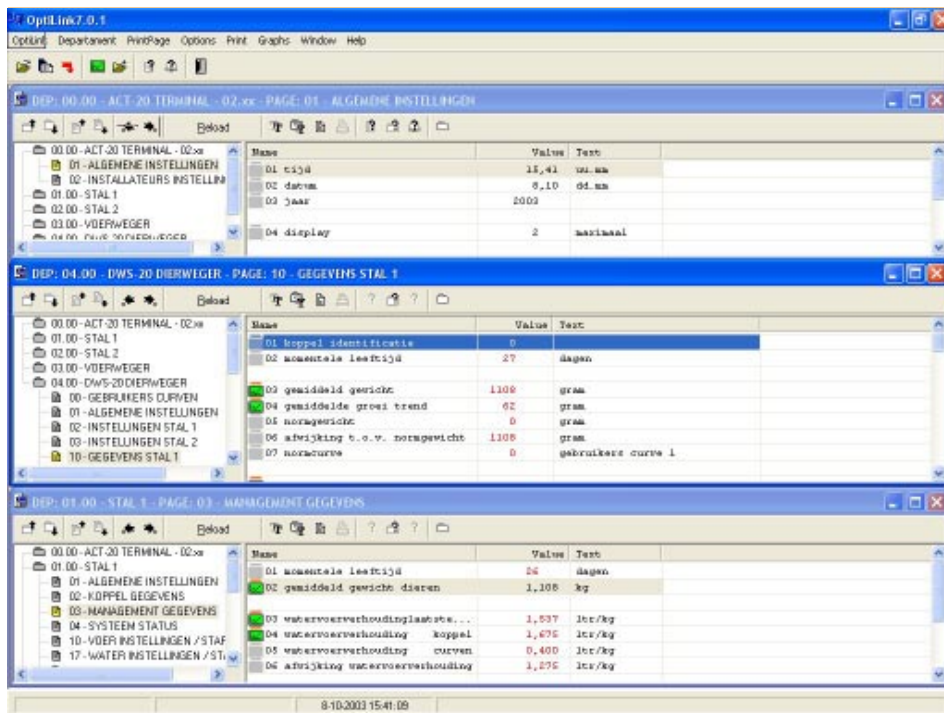 OptiLink7.0.1
OptiLink Departement PrintPage Options Print Graphs Window Help
DEP: 00.00 - ACT-20 TERMINAL - 02.xx - PAGE: 01 - ALGEMENE INSTELLINGEN
Reload
00.00 - ACT-20 TERMINAL - 02.xx
01 - ALGEMENE INSTELLINGEN
02 - INSTALLATEURS INSTELLIN
01.00 - STAL 1
02.00 - STAL 2
03.00 - VOERWEGER
04.00 - DWS-20 DIERWEGER
Name Value Text
01 tijd 15,41 uu.mm
02 datum 8,10 dd.mm
03 jaar 2003
04 display 2 maximaal
DEP: 04.00 - DWS-20 DIERWEGER - PAGE: 10 - GEGEVENS STAL 1
Reload
00.00 - ACT-20 TERMINAL - 02.xx
01.00 - STAL 1
02.00 - STAL 2
03.00 - VOERWEGER
04.00 - DWS-20 DIERWEGER
00 - GEBRUIKERS CURVEN
01 - ALGEMENE INSTELLINGEN
02 - INSTELLINGEN STAL 1
03 - INSTELLINGEN STAL 2
10 - GEGEVENS STAL 1
Name Value Text
01 koppel identificatie 0
02 momentele leeftijd 27 dagen
03 gemiddeld gewicht 1108 gram
04 gemiddelde groei trend 62 gram
05 normgewicht 0 gram
06 afwijking t.o.v. normgewicht 1108 gram
07 normcurve 0 gebruikers curve 1
DEP: 01.00 - STAL 1 - PAGE: 03 - MANAGEMENT GEGEVENS
Reload
00.00 - ACT-20 TERMINAL - 02.xx
01.00 - STAL 1
01 - ALGEMENE INSTELLINGEN
02 - KOPPEL GEGEVENS
03 - MANAGEMENT GEGEVENS
04 - SYSTEEM STATUS
10 - VOER INSTELLINGEN / STAF
17 - WATER INSTELLINGEN / ST
Name Value Text
01 momentele leeftijd 26 dagen
02 gemiddeld gewicht dieren 1,108 kg
03 watervoerverhoudinglaatste... 1,537 ltr/kg
04 watervoerverhouding koppel 1,675 ltr/kg
05 watervoerverhouding curven 0,400 ltr/kg
06 afwijking watervoerverhouding 1,275 ltr/kg
8-10-2003 15:41:09